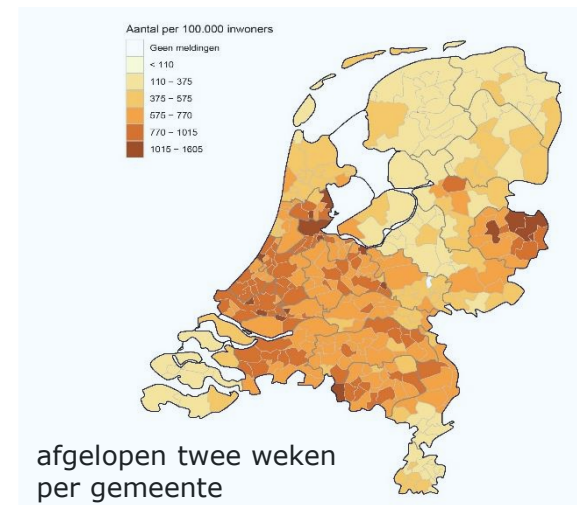 Aantal per 100.000 inwoners
Geen meldingen
< 110
110 – 375
375 – 575
575 – 770
770 – 1015
1015 – 1605
afgelopen twee weken
per gemeente